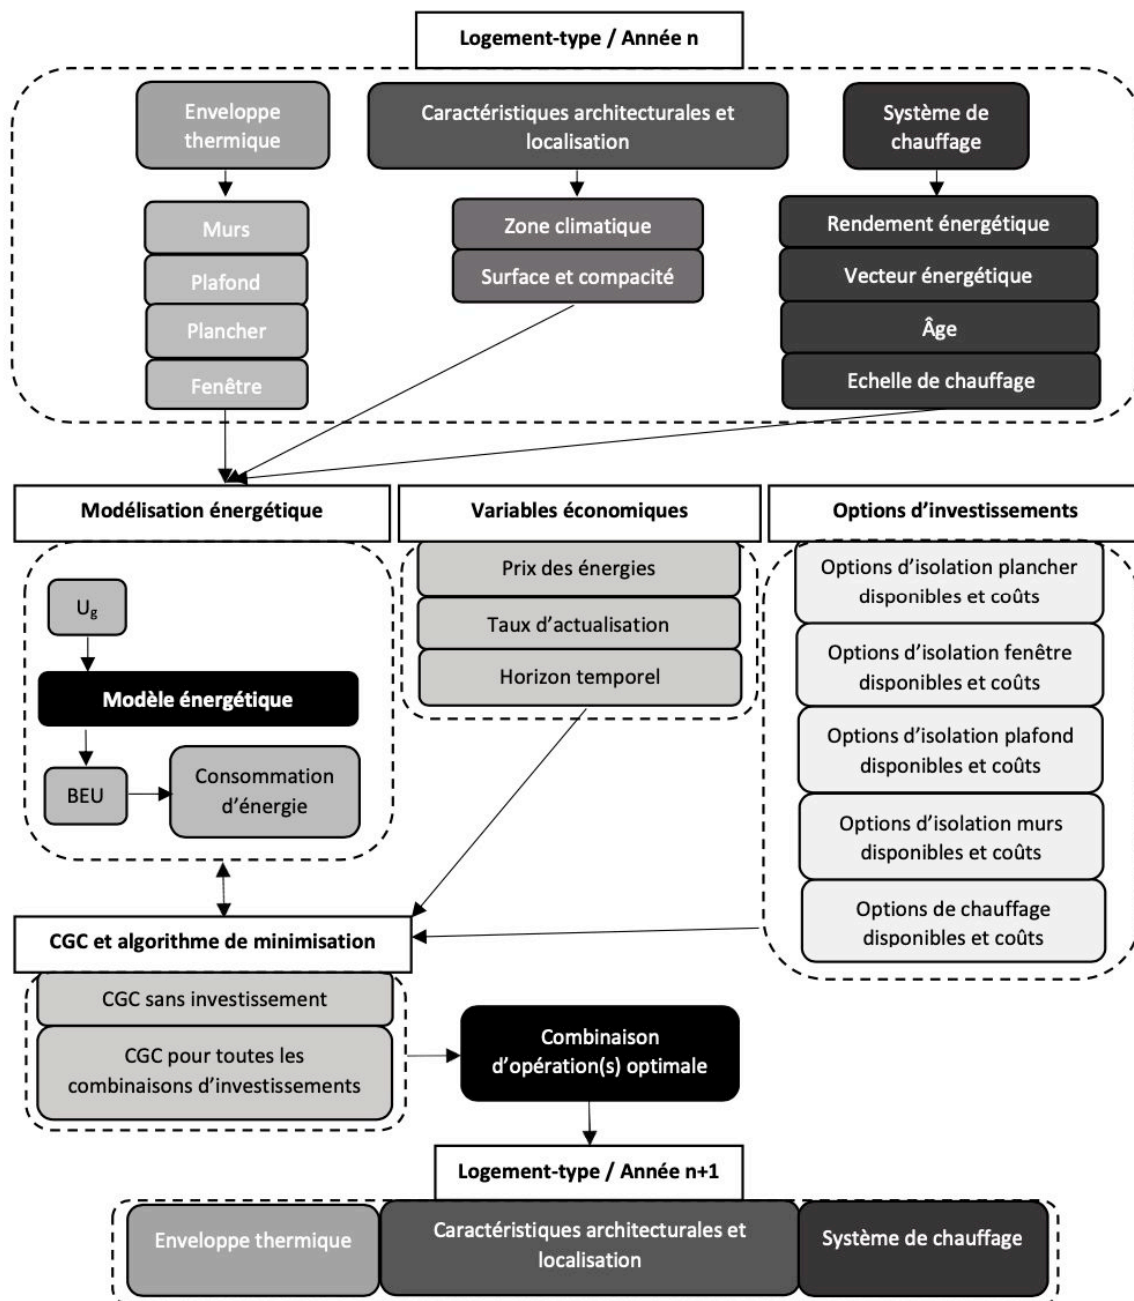 Logement-type / Année n
Enveloppe
thermique
Caractéristiques architecturales et
localisation
Système de
chauffage
Murs
Plafond
Plancher
Fenêtre
Zone climatique
Surface et compacité
Rendement énergétique
Vecteur énergétique
Âge
Echelle de chauffage
Modélisation énergétique
Ug
Modèle énergétique
BEU
Consommation
d’énergie
Variables économiques
Prix des énergies
Taux d’actualisation
Horizon temporel
Options d’investissements
Options d’isolation plancher
disponibles et coûts
Options d’isolation fenêtre
disponibles et coûts
Options d’isolation plafond
disponibles et coûts
Options d’isolation murs
disponibles et coûts
Options de chauffage
disponibles et coûts
CGC et algorithme de minimisation
CGC sans investissement
CGC pour toutes les
combinaisons d’investissements
Combinaison
d’opération(s) optimale
Logement-type / Année n+1
Enveloppe thermique
Caractéristiques architecturales et
localisation
Système de chauffage